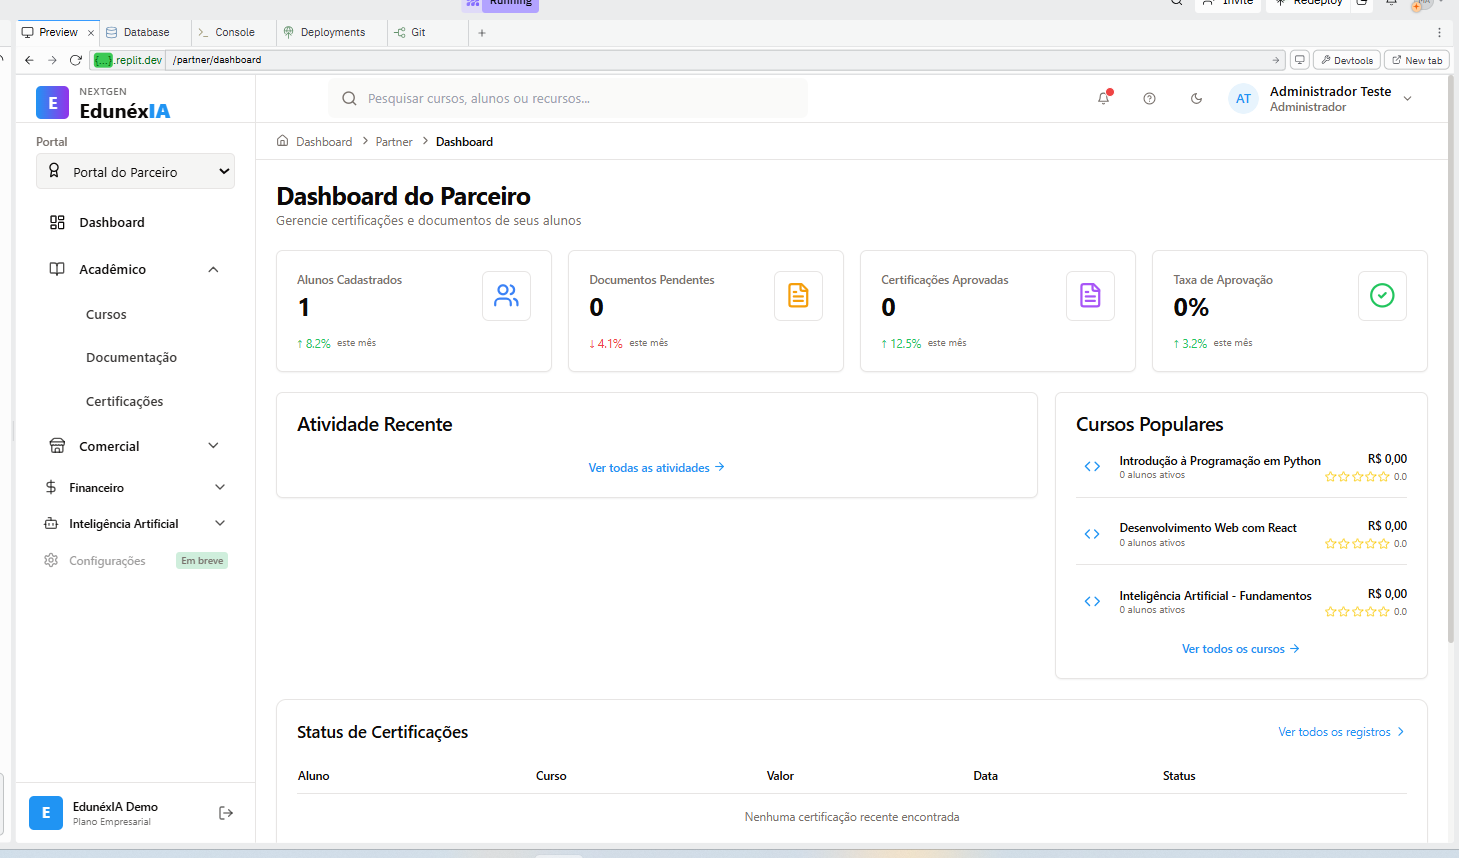 Running
Invite
Redeploy
Preview
Database
Console
Deployments
Git
.replit.dev
/partner/dashboard
Devtools
New tab
E
NEXTGEN
EdunéxIA
Pesquisar cursos, alunos ou recursos...
AT
Administrador Teste
Administrador
Portal
Portal do Parceiro
Dashboard
Acadêmico
Cursos
Documentação
Certificações
Comercial
Financeiro
Inteligência Artificial
Configurações
Em breve
E
EdunéxIA Demo
Plano Empresarial
Dashboard > Partner > Dashboard
Dashboard do Parceiro
Gerencie certificações e documentos de seus alunos
Alunos Cadastrados
1
↑ 8.2% este mês
Documentos Pendentes
0
↓ 4.1% este mês
Certificações Aprovadas
0
↑ 12.5% este mês
Taxa de Aprovação
0%
↑ 3.2% este mês
Atividade Recente
Ver todas as atividades →
Cursos Populares
Introdução à Programação em Python
R$ 0,00
0 alunos ativos
0.0
Desenvolvimento Web com React
R$ 0,00
0 alunos ativos
0.0
Inteligência Artificial - Fundamentos
R$ 0,00
0 alunos ativos
0.0
Ver todos os cursos →
Status de Certificações
Ver todos os registros >
Aluno Curso Valor Data Status
Nenhuma certificação recente encontrada